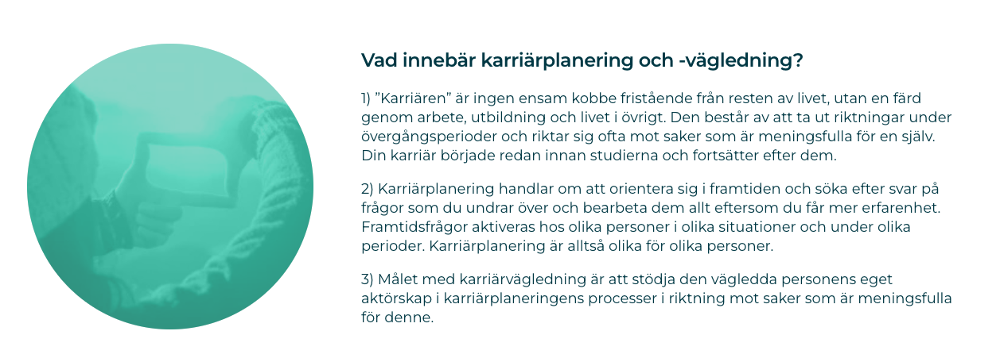 Vad innebär karriärplanering och -vägledning?
1) ”Karriären” är ingen ensam kobbe fristående från resten av livet, utan en färd
genom arbete, utbildning och livet i övrigt. Den består av att ta ut riktningar under
övergångsperioder och riktar sig ofta mot saker som är meningsfulla för en själv.
Din karriär började redan innan studierna och fortsätter efter dem.
2) Karriärplanering handlar om att orientera sig i framtiden och söka efter svar på
frågor som du undrar över och bearbeta dem allt eftersom du får mer erfarenhet.
Framtidsfrågor aktiveras hos olika personer i olika situationer och under olika
perioder. Karriärplanering är alltså olika för olika personer.
3) Målet med karriärvägledning är att stödja den vägledda personens eget
aktörskap i karriärplaneringens processer i riktning mot saker som är meningsfulla
för denne.